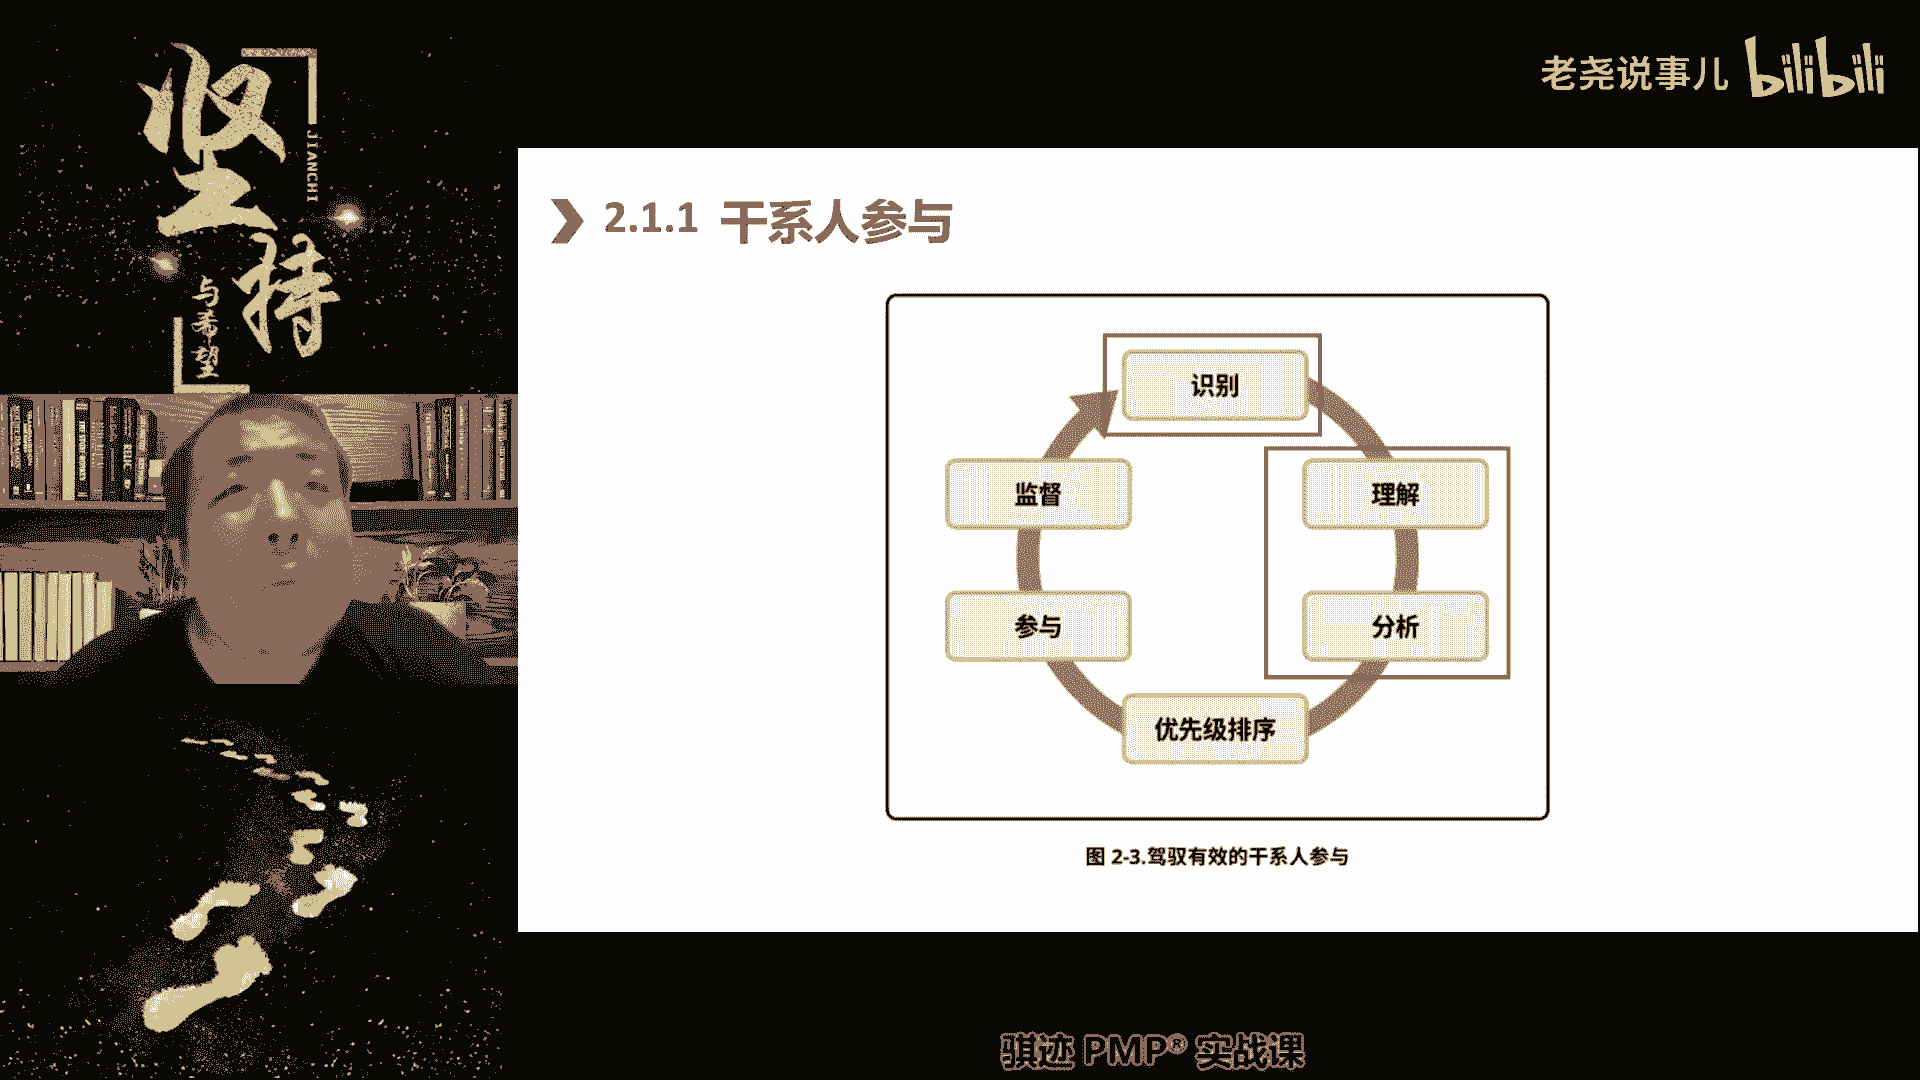 坚持
JIANCHI
与希望
老尧说事儿 bilibili
2.1.1 干系人参与
识别
监督
理解
参与
分析
优先级排序
图 2-3.驾驭有效的干系人参与
骐迹 PMP® 实战课